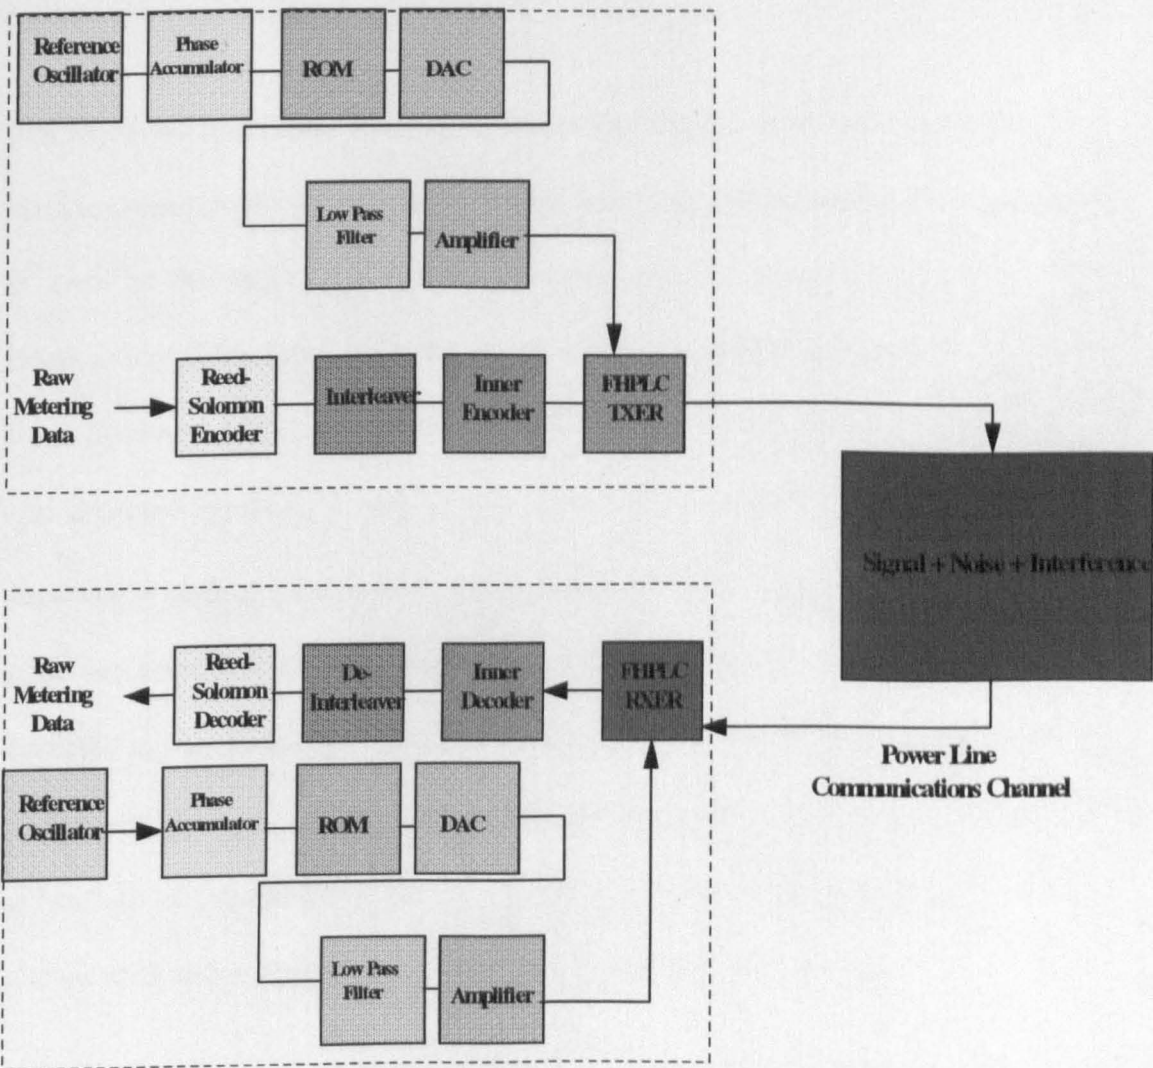 Reference
Oscillator
Phase
Accumulator
ROM
DAC
Low Pass
Filter
Amplifier
Raw
Metering
Data
Reed-
Solomon
Encoder
Interleaver
Inner
Encoder
FHPLC
TXER
Signal + Noise + Interference
Raw
Metering
Data
Reed-
Solomon
Decoder
De-
Interleaver
Inner
Decoder
FHPLC
RXER
Power Line
Communications Channel
Reference
Oscillator
Phase
Accumulator
ROM
DAC
Low Pass
Filter
Amplifier